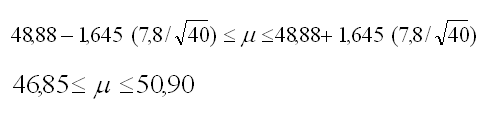 48,88 − 1,645 (7,8/√40) ≤ μ ≤48,88+ 1,645 (7,8/√40)
46,85≤ μ ≤50,90